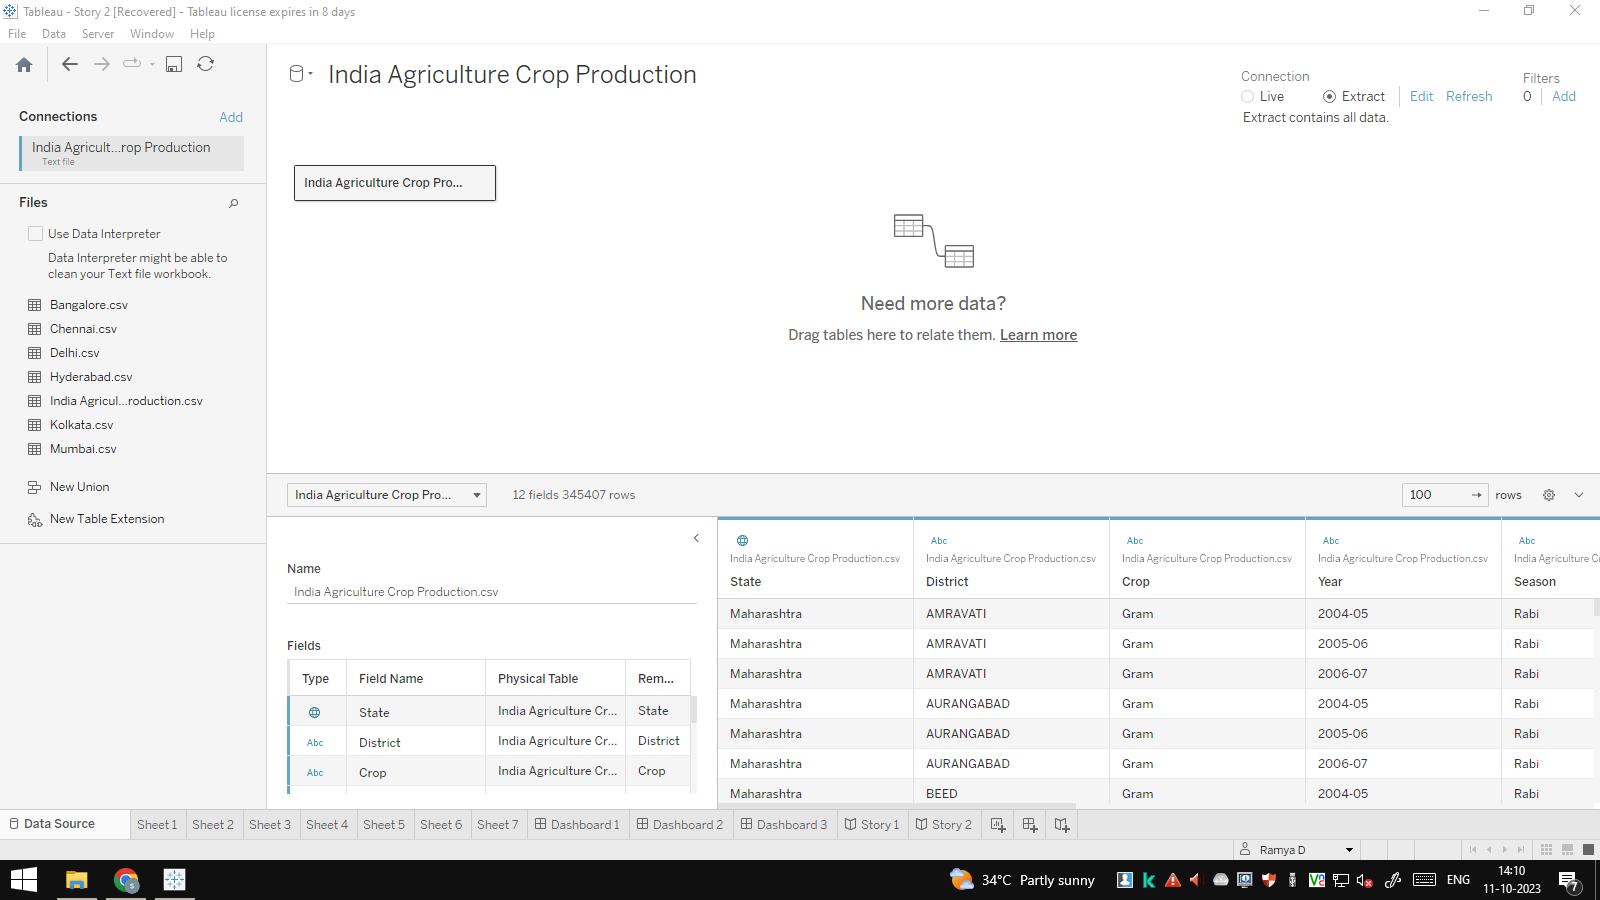 Tableau - Story 2 [Recovered] - Tableau license expires in 8 days
File Data Server Window Help
India Agriculture Crop Production
Connection
Live Extract Edit Refresh
Extract contains all data.
Filters
0 Add
Connections Add
India Agricult...rop Production
Text file
Files
Use Data Interpreter
Data Interpreter might be able to
clean your Text file workbook.
Bangalore.csv
Chennai.csv
Delhi.csv
Hyderabad.csv
India Agricul...roduction.csv
Kolkata.csv
Mumbai.csv
New Union
New Table Extension
India Agriculture Crop Pro...
Need more data?
Drag tables here to relate them. Learn more
India Agriculture Crop Pro... 12 fields 345407 rows 100 rows
Name
India Agriculture Crop Production.csv
Fields
Type Field Name Physical Table Rem...
State India Agriculture Cr... State
Abc District India Agriculture Cr... District
Abc Crop India Agriculture Cr... Crop
Abc Abc Abc Abc
India Agriculture Crop Production.csv India Agriculture Crop Production.csv India Agriculture Crop Production.csv India Agriculture Crop Production.csv India Agriculture C
State District Crop Year Season
Maharashtra AMRAVATI Gram 2004-05 Rabi
Maharashtra AMRAVATI Gram 2005-06 Rabi
Maharashtra AMRAVATI Gram 2006-07 Rabi
Maharashtra AURANGABAD Gram 2004-05 Rabi
Maharashtra AURANGABAD Gram 2005-06 Rabi
Maharashtra AURANGABAD Gram 2006-07 Rabi
Maharashtra BEED Gram 2004-05 Rabi
Data Source Sheet 1 Sheet 2 Sheet 3 Sheet 4 Sheet 5 Sheet 6 Sheet 7 Dashboard 1 Dashboard 2 Dashboard 3 Story 1 Story 2
Ramya D
34°C Partly sunny ENG
14:10
11-10-2023
7